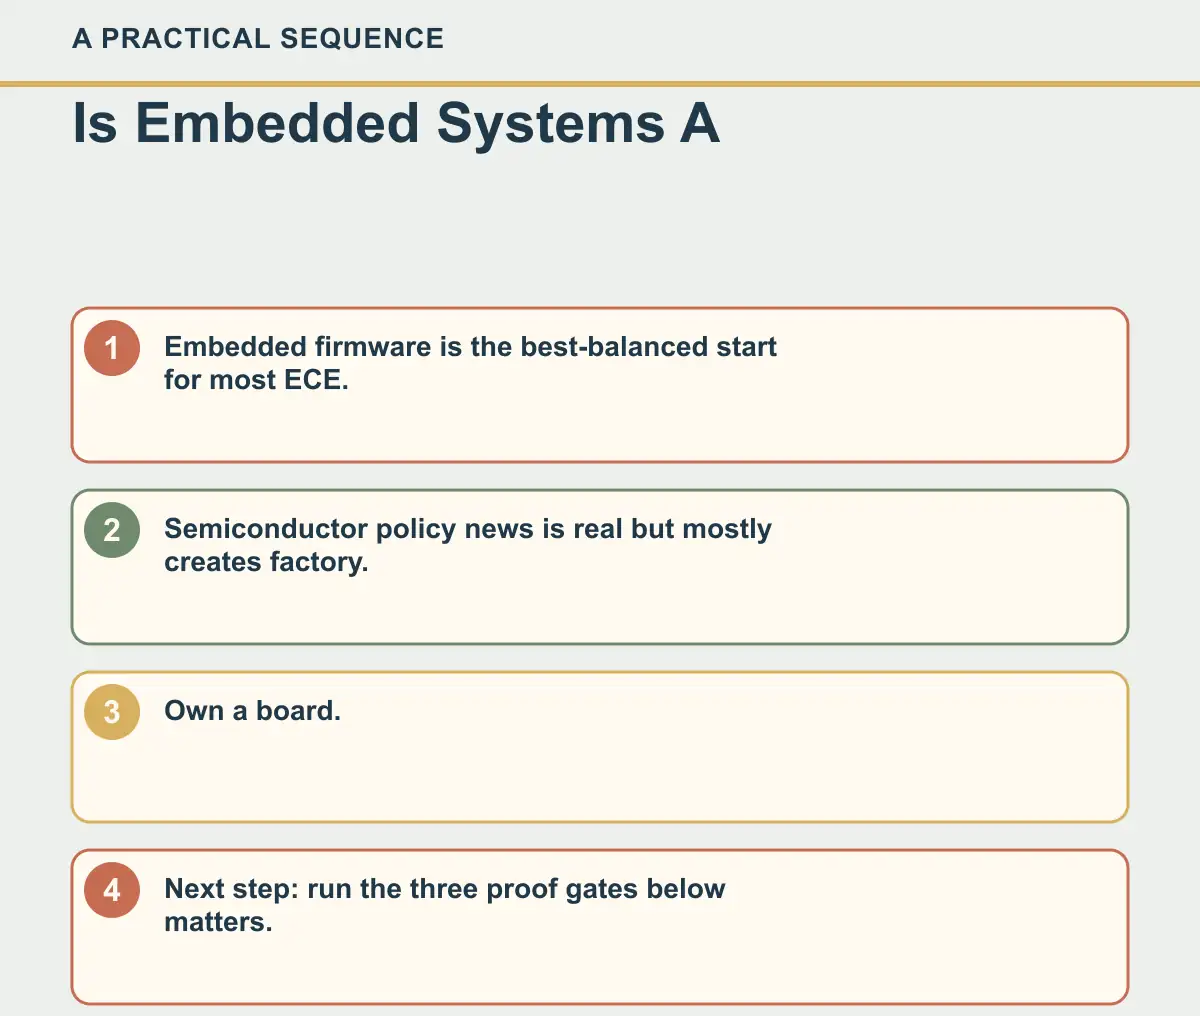 A PRACTICAL SEQUENCE
Is Embedded Systems A
1
Embedded firmware is the best-balanced start
for most ECE.
2
Semiconductor policy news is real but mostly
creates factory.
3
Own a board.
4
Next step: run the three proof gates below
matters.